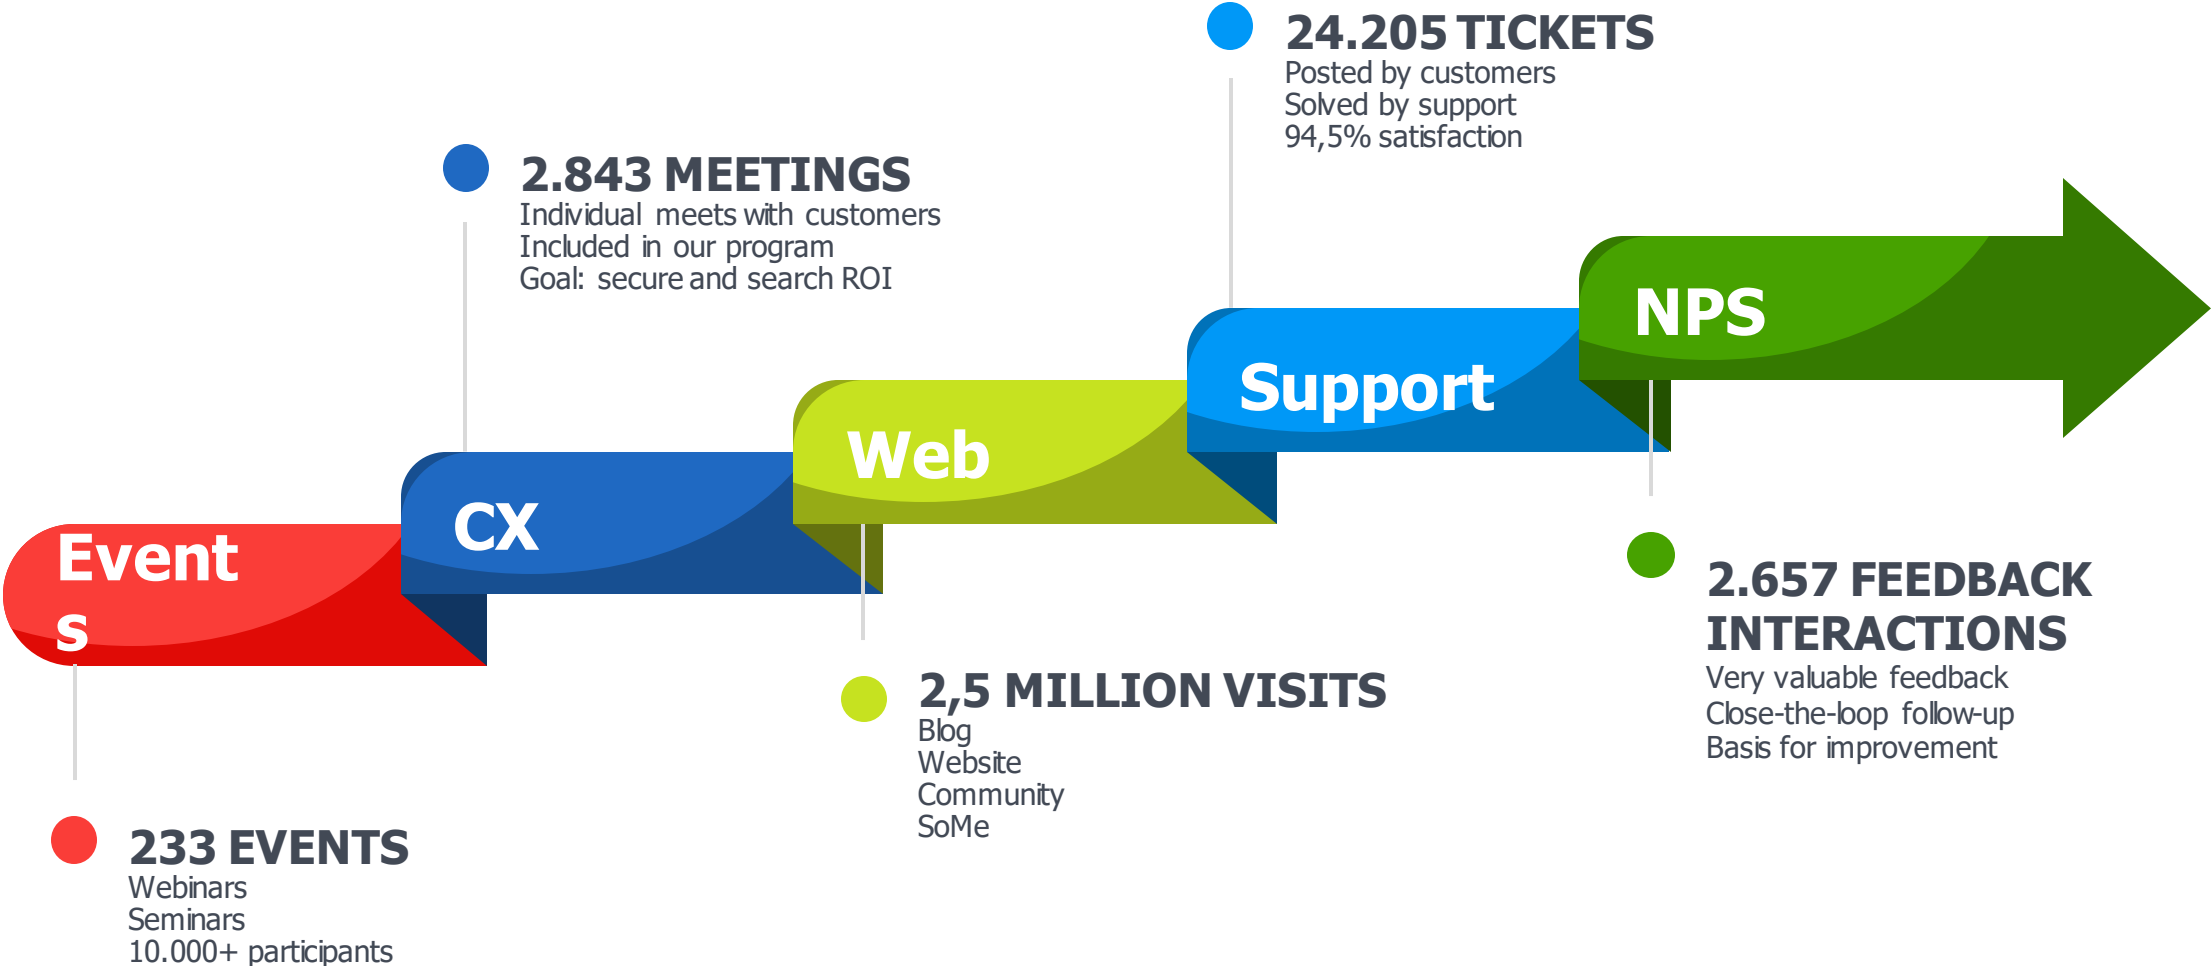 Event
s
233 EVENTS
Webinars
Seminars
10.000+ participants
CX
2.843 MEETINGS
Individual meets with customers
Included in our program
Goal: secure and search ROI
Web
2,5 MILLION VISITS
Blog
Website
Community
SoMe
Support
24.205 TICKETS
Posted by customers
Solved by support
94,5% satisfaction
NPS
2.657 FEEDBACK
INTERACTIONS
Very valuable feedback
Close-the-loop follow-up
Basis for improvement